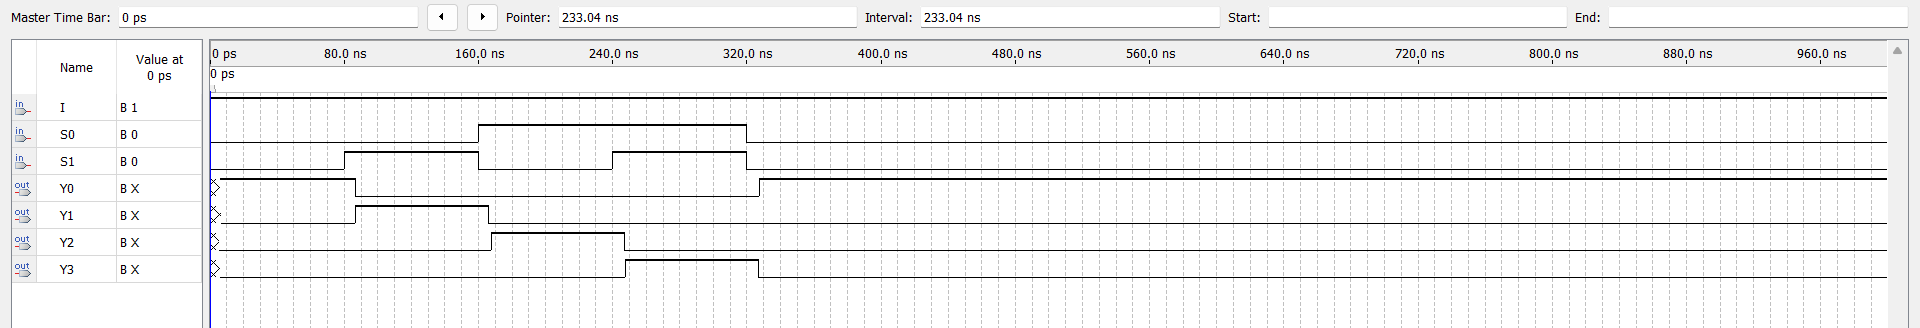 Master Time Bar: 0 ps Pointer: 233.04 ns Interval: 233.04 ns Start: End:
Name Value at 0 ps
0 ps 80.0 ns 160.0 ns 240.0 ns 320.0 ns 400.0 ns 480.0 ns 560.0 ns 640.0 ns 720.0 ns 800.0 ns 880.0 ns 960.0 ns
0 ps
in I B 1
in S0 B 0
in S1 B 0
out Y0 B X
out Y1 B X
out Y2 B X
out Y3 B X